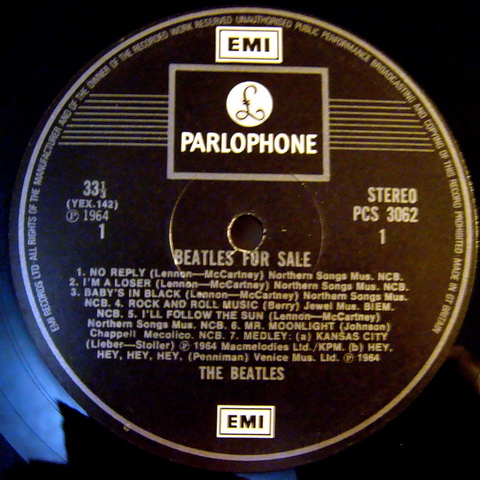 EMI RECORDS LTD ALL RIGHTS OF THE MANUFACTURER AND OF THE OWNER OF THE RECORDED WORK RESERVED UNAUTHORISED PUBLIC PERFORMANCE BROADCASTING AND COPYING OF THIS RECORD PROHIBITED MADE IN GT BRITAIN
EMI
£
PARLOPHONE
33⅓
(YEX.142)
Ⓟ 1964
1
STEREO
PCS 3062
1
BEATLES FOR SALE
1. NO REPLY (Lennon—McCartney) Northern Songs Mus. NCB.
2. I'M A LOSER (Lennon—McCartney) Northern Songs Mus. NCB.
3. BABY'S IN BLACK (Lennon—McCartney) Northern Songs Mus.
NCB. 4. ROCK AND ROLL MUSIC (Berry) Jewel Mus. BIEM.
NCB. 5. I'LL FOLLOW THE SUN (Lennon—McCartney)
Northern Songs Mus. NCB. 6. MR. MOONLIGHT (Johnson)
Chappell Mecolico. NCB. 7. MEDLEY: (a) KANSAS CITY
(Lieber—Stoller) Ⓟ 1964 Macmelodies Ltd./KPM. (b) HEY,
HEY, HEY, HEY, (Penniman) Venice Mus. Ltd. Ⓟ 1964
THE BEATLES
EMI